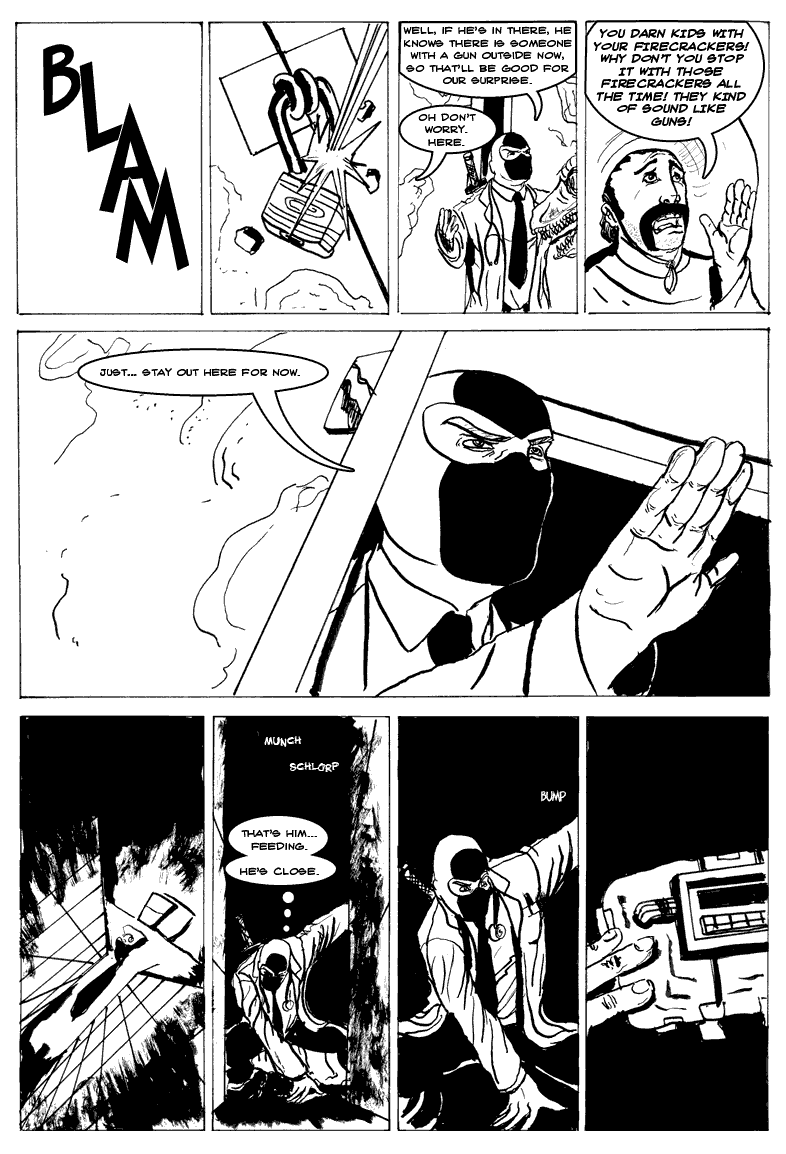 BLAM
WELL, IF HE'S IN THERE, HE
KNOWS THERE IS SOMEONE
WITH A GUN OUTSIDE NOW,
SO THAT'LL BE GOOD FOR
OUR SURPRISE.
OH DON'T
WORRY.
HERE.
YOU DARN KIDS WITH
YOUR FIRECRACKERS!
WHY DON'T YOU STOP
IT WITH THOSE
FIRECRACKERS ALL
THE TIME! THEY KIND
OF SOUND LIKE
GUNS!
JUST... STAY OUT HERE FOR NOW.
MUNCH
SCHLORP
THAT'S HIM...
FEEDING.
HE'S CLOSE.
BUMP